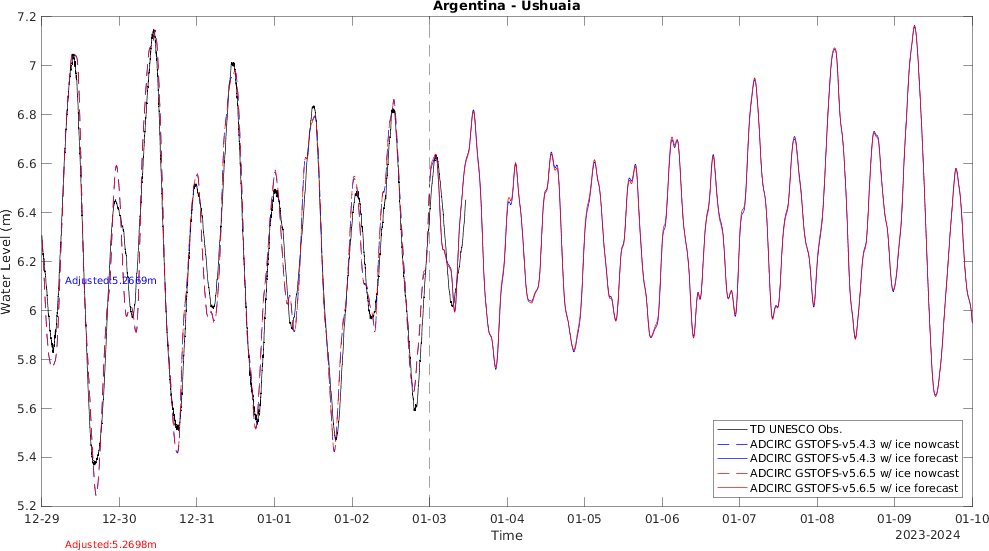 Argentina - Ushuaia
7.2
7
6.8
6.6
6.4
6.2
6
5.8
5.6
5.4
5.2
Water Level (m)
Adjusted:5.2669m
TD UNESCO Obs.
ADCIRC GSTOFS-v5.4.3 w/ ice nowcast
ADCIRC GSTOFS-v5.4.3 w/ ice forecast
ADCIRC GSTOFS-v5.6.5 w/ ice nowcast
ADCIRC GSTOFS-v5.6.5 w/ ice forecast
12-29 12-30 12-31 01-01 01-02 01-03 01-04 01-05 01-06 01-07 01-08 01-09 01-10
Time
2023-2024
Adjusted:5.2698m